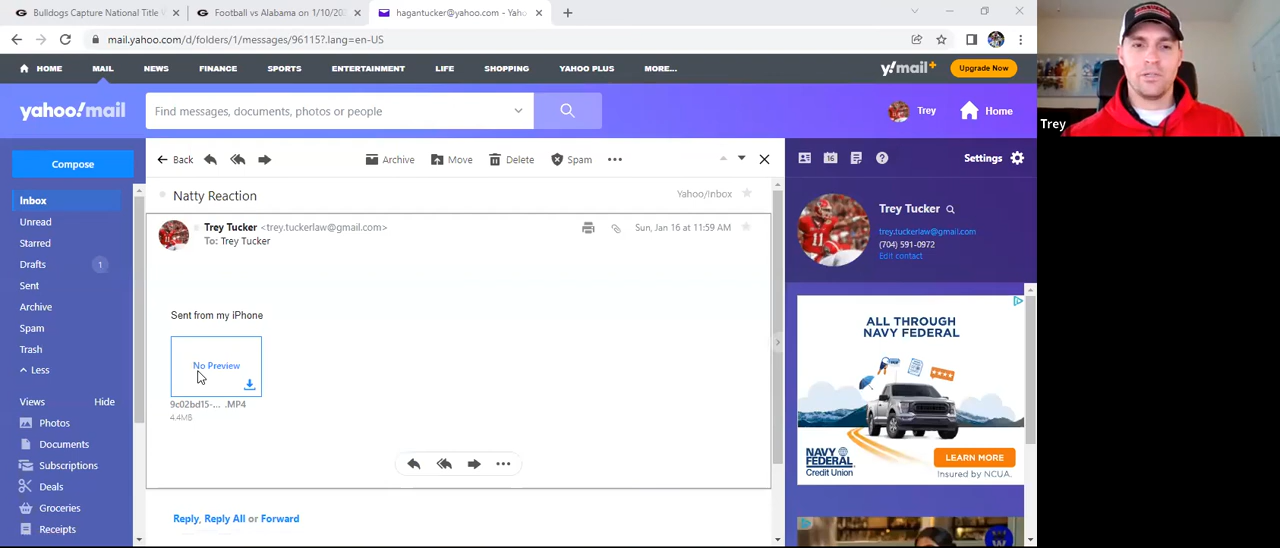 Bulldogs Capture National Title
Football vs Alabama on 1/10/202
hagantucker@yahoo.com - Yaho
mail.yahoo.com/d/folders/1/messages/96115?.lang=en-US
HOME MAIL NEWS FINANCE SPORTS ENTERTAINMENT LIFE SHOPPING YAHOO PLUS MORE... y!mail+ Upgrade Now
yahoo!mail Find messages, documents, photos or people Trey Home
Compose
Back Archive Move Delete Spam Settings
Inbox
Unread
Starred
Drafts 1
Sent
Archive
Spam
Trash
Less
Views Hide
Photos
Documents
Subscriptions
Deals
Groceries
Receipts
Natty Reaction Yahoo/Inbox
Trey Tucker <trey.tuckerlaw@gmail.com> Sun, Jan 16 at 11:59 AM
To: Trey Tucker
Sent from my iPhone
No Preview
9c02bd15-... .MP4
4.4MB
Reply, Reply All or Forward
16
Trey Tucker
trey.tuckerlaw@gmail.com
(704) 591-0972
Edit contact
11
ALL THROUGH
NAVY FEDERAL
NAVY
FEDERAL
Credit Union
LEARN MORE
Insured by NCUA.
Trey